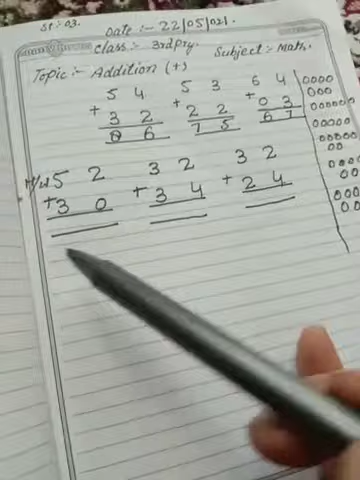 Sr:-03. Date :- 22/05/021.
Class :- 3rd Pry. Subject :- Math.
Topic :- Addition (+)
5 4 5 3 6 4
+ 3 2 + 2 2 + 0 3
8 6 7 5 6 7
H/W 5 2 3 2 3 2
+ 3 0 + 3 4 + 2 4